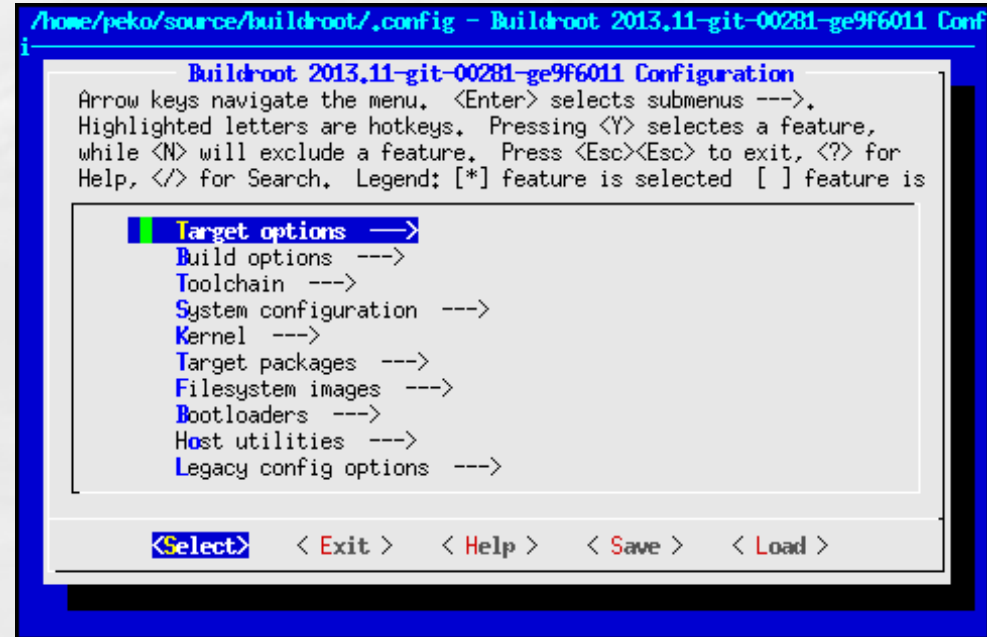 /home/peko/source/buildroot/.config - Buildroot 2013.11-git-00281-ge9f6011 Conf
i
Buildroot 2013.11-git-00281-ge9f6011 Configuration
Arrow keys navigate the menu. <Enter> selects submenus --->.
Highlighted letters are hotkeys. Pressing <Y> selectes a feature,
while <N> will exclude a feature. Press <Esc><Esc> to exit, <?> for
Help, </> for Search. Legend: [*] feature is selected [ ] feature is
Target options --->
Build options --->
Toolchain --->
System configuration --->
Kernel --->
Target packages --->
Filesystem images --->
Bootloaders --->
Host utilities --->
Legacy config options --->
<Select> < Exit > < Help > < Save > < Load >